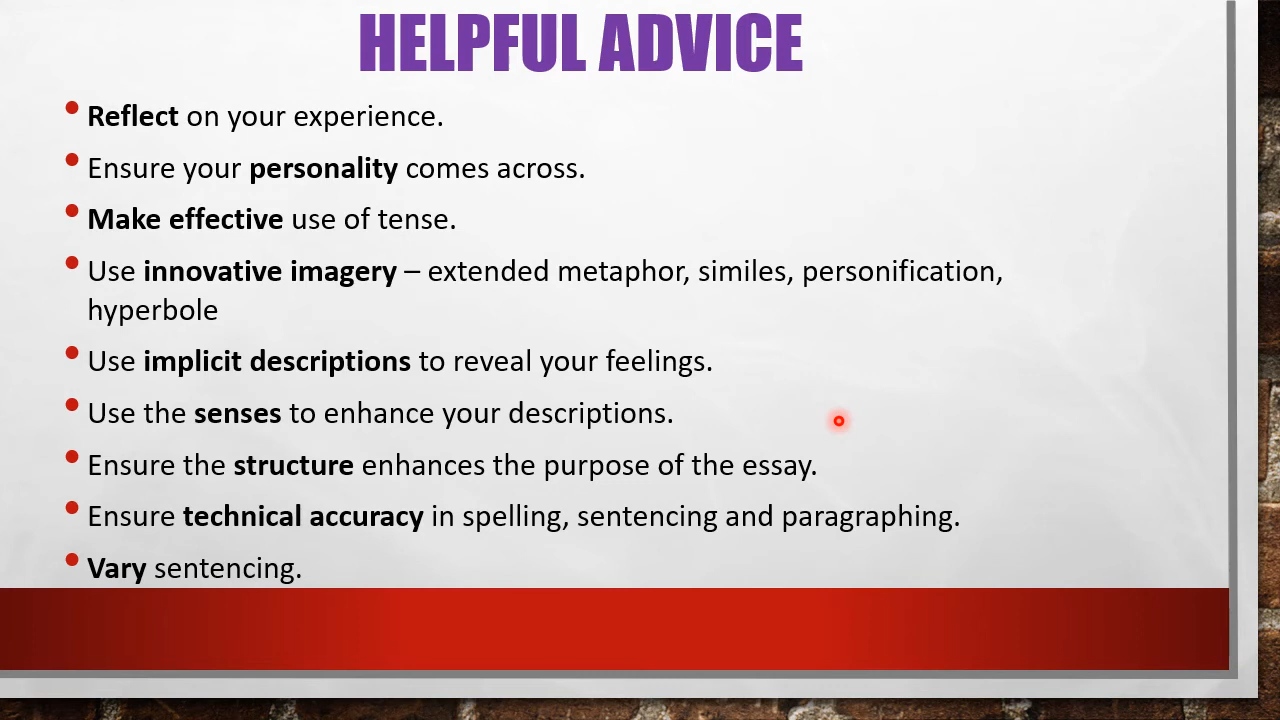 HELPFUL ADVICE
• Reflect on your experience.
• Ensure your personality comes across.
• Make effective use of tense.
• Use innovative imagery – extended metaphor, similes, personification,
hyperbole
• Use implicit descriptions to reveal your feelings.
• Use the senses to enhance your descriptions.
• Ensure the structure enhances the purpose of the essay.
• Ensure technical accuracy in spelling, sentencing and paragraphing.
• Vary sentencing.